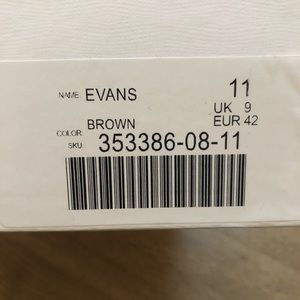 NAME: EVANS 11
UK 9
COLOR: BROWN EUR 42
SKU: 353386-08-11